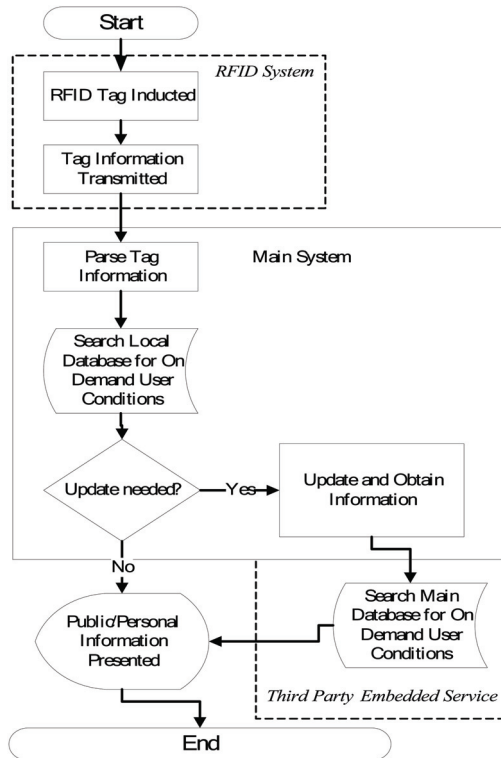 Start
RFID System
RFID Tag Inducted
Tag Information
Transmitted
Parse Tag
Information
Main System
Search Local
Database for On
Demand User
Conditions
Update needed?
Yes
Update and Obtain
Information
No
Search Main
Database for On
Demand User
Conditions
Public/Personal
Information
Presented
Third Party Embedded Service
End